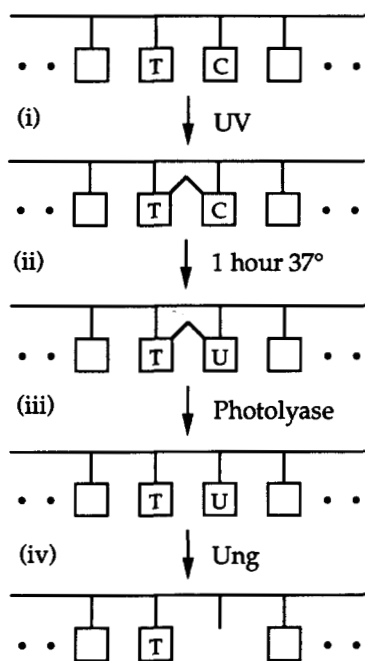 T C
(i) UV
T C
(ii) 1 hour 37°
T U
(iii) Photolyase
T U
(iv) Ung
T